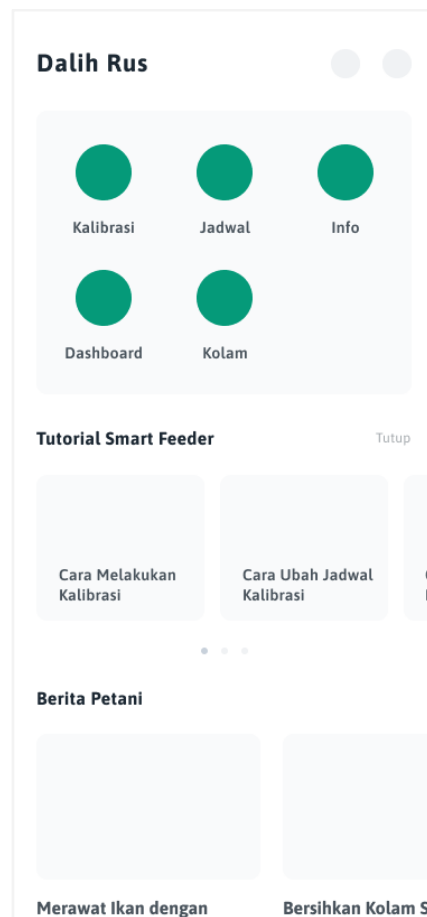 Dalih Rus
Kalibrasi
Jadwal
Info
Dashboard
Kolam
Tutorial Smart Feeder
Tutup
Cara Melakukan
Kalibrasi
Cara Ubah Jadwal
Kalibrasi
Berita Petani
Merawat Ikan dengan
Bersihkan Kolam